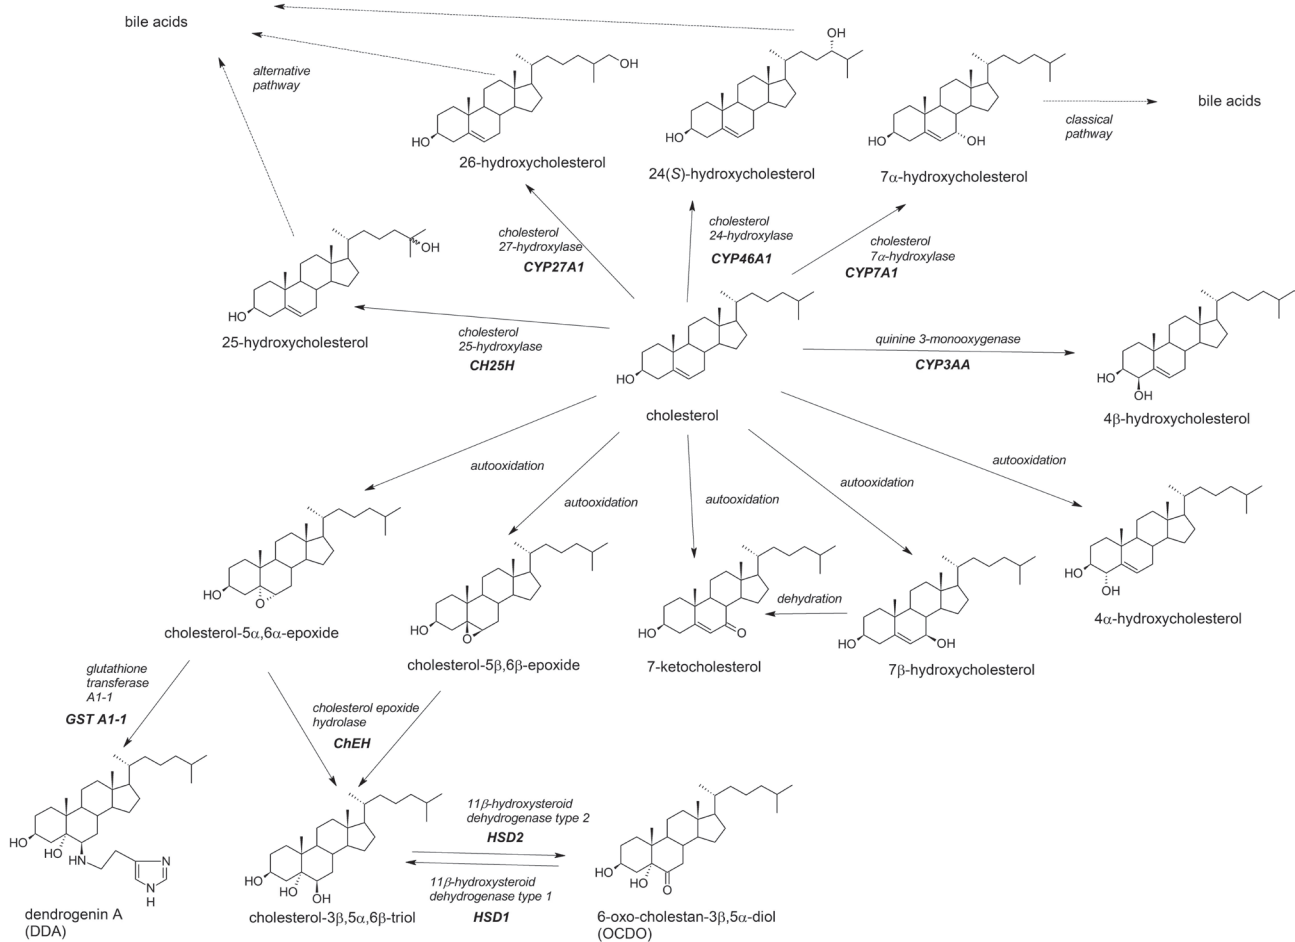 bile acids
alternative
pathway
OH
HO
26-hydroxycholesterol
OH
HO
24(S)-hydroxycholesterol
HO
OH
7α-hydroxycholesterol
classical
pathway
bile acids
OH
HO
25-hydroxycholesterol
cholesterol
27-hydroxylase
CYP27A1
cholesterol
24-hydroxylase
CYP46A1
cholesterol
7α-hydroxylase
CYP7A1
cholesterol
25-hydroxylase
CH25H
HO
cholesterol
quinine 3-monooxygenase
CYP3AA
HO
OH
4β-hydroxycholesterol
autooxidation
autooxidation
autooxidation
autooxidation
autooxidation
HO
O
cholesterol-5α,6α-epoxide
HO
O
cholesterol-5β,6β-epoxide
HO
O
7-ketocholesterol
dehydration
HO
OH
7β-hydroxycholesterol
HO
OH
4α-hydroxycholesterol
glutathione
transferase
A1-1
GST A1-1
cholesterol epoxide
hydrolase
ChEH
HO
HO
HN
N
N
H
dendrogenin A
(DDA)
HO
OH
OH
cholesterol-3β,5α,6β-triol
11β-hydroxysteroid
dehydrogenase type 2
HSD2
11β-hydroxysteroid
dehydrogenase type 1
HSD1
HO
OH
O
6-oxo-cholestan-3β,5α-diol
(OCDO)